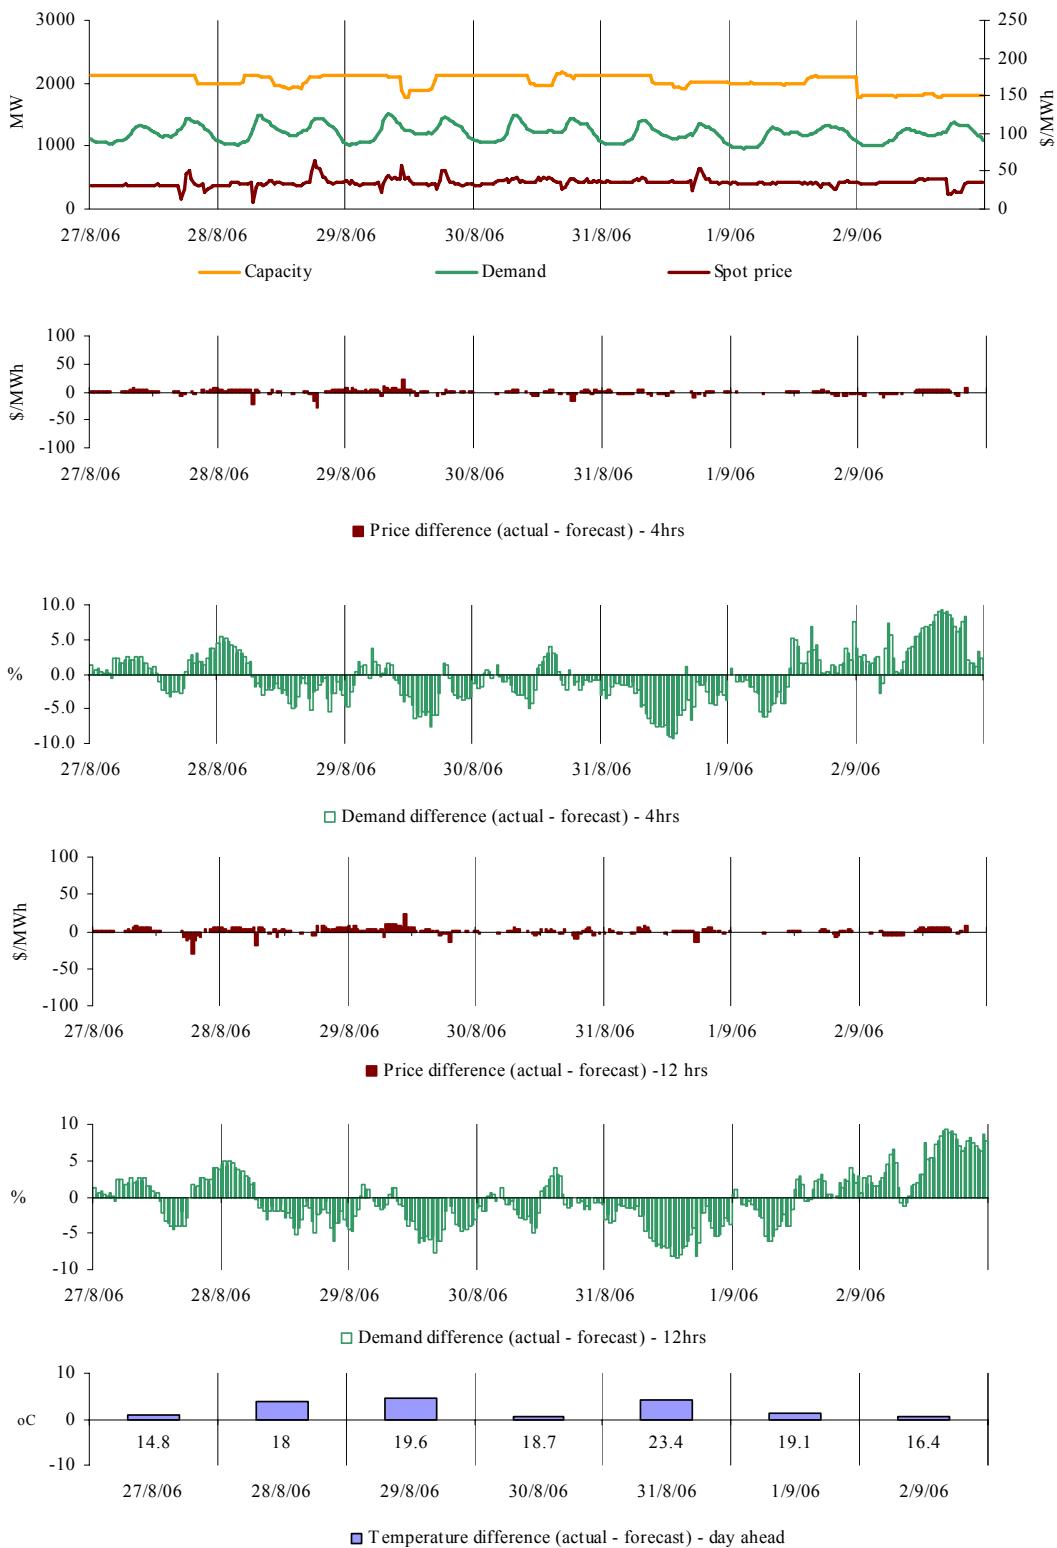 3000 250
200
2000 150
MW $/MWh
100
1000
50
0 0
27/8/06 28/8/06 29/8/06 30/8/06 31/8/06 1/9/06 2/9/06
Capacity Demand Spot price
100
50
$/MWh 0
-50
-100
27/8/06 28/8/06 29/8/06 30/8/06 31/8/06 1/9/06 2/9/06
Price difference (actual - forecast) - 4hrs
10.0
5.0
% 0.0
-5.0
-10.0
27/8/06 28/8/06 29/8/06 30/8/06 31/8/06 1/9/06 2/9/06
Demand difference (actual - forecast) - 4hrs
100
50
$/MWh 0
-50
-100
27/8/06 28/8/06 29/8/06 30/8/06 31/8/06 1/9/06 2/9/06
Price difference (actual - forecast) -12 hrs
10
5
% 0
-5
-10
27/8/06 28/8/06 29/8/06 30/8/06 31/8/06 1/9/06 2/9/06
Demand difference (actual - forecast) - 12hrs
10
oC 0
14.8 18 19.6 18.7 23.4 19.1 16.4
-10
27/8/06 28/8/06 29/8/06 30/8/06 31/8/06 1/9/06 2/9/06
Temperature difference (actual - forecast) - day ahead